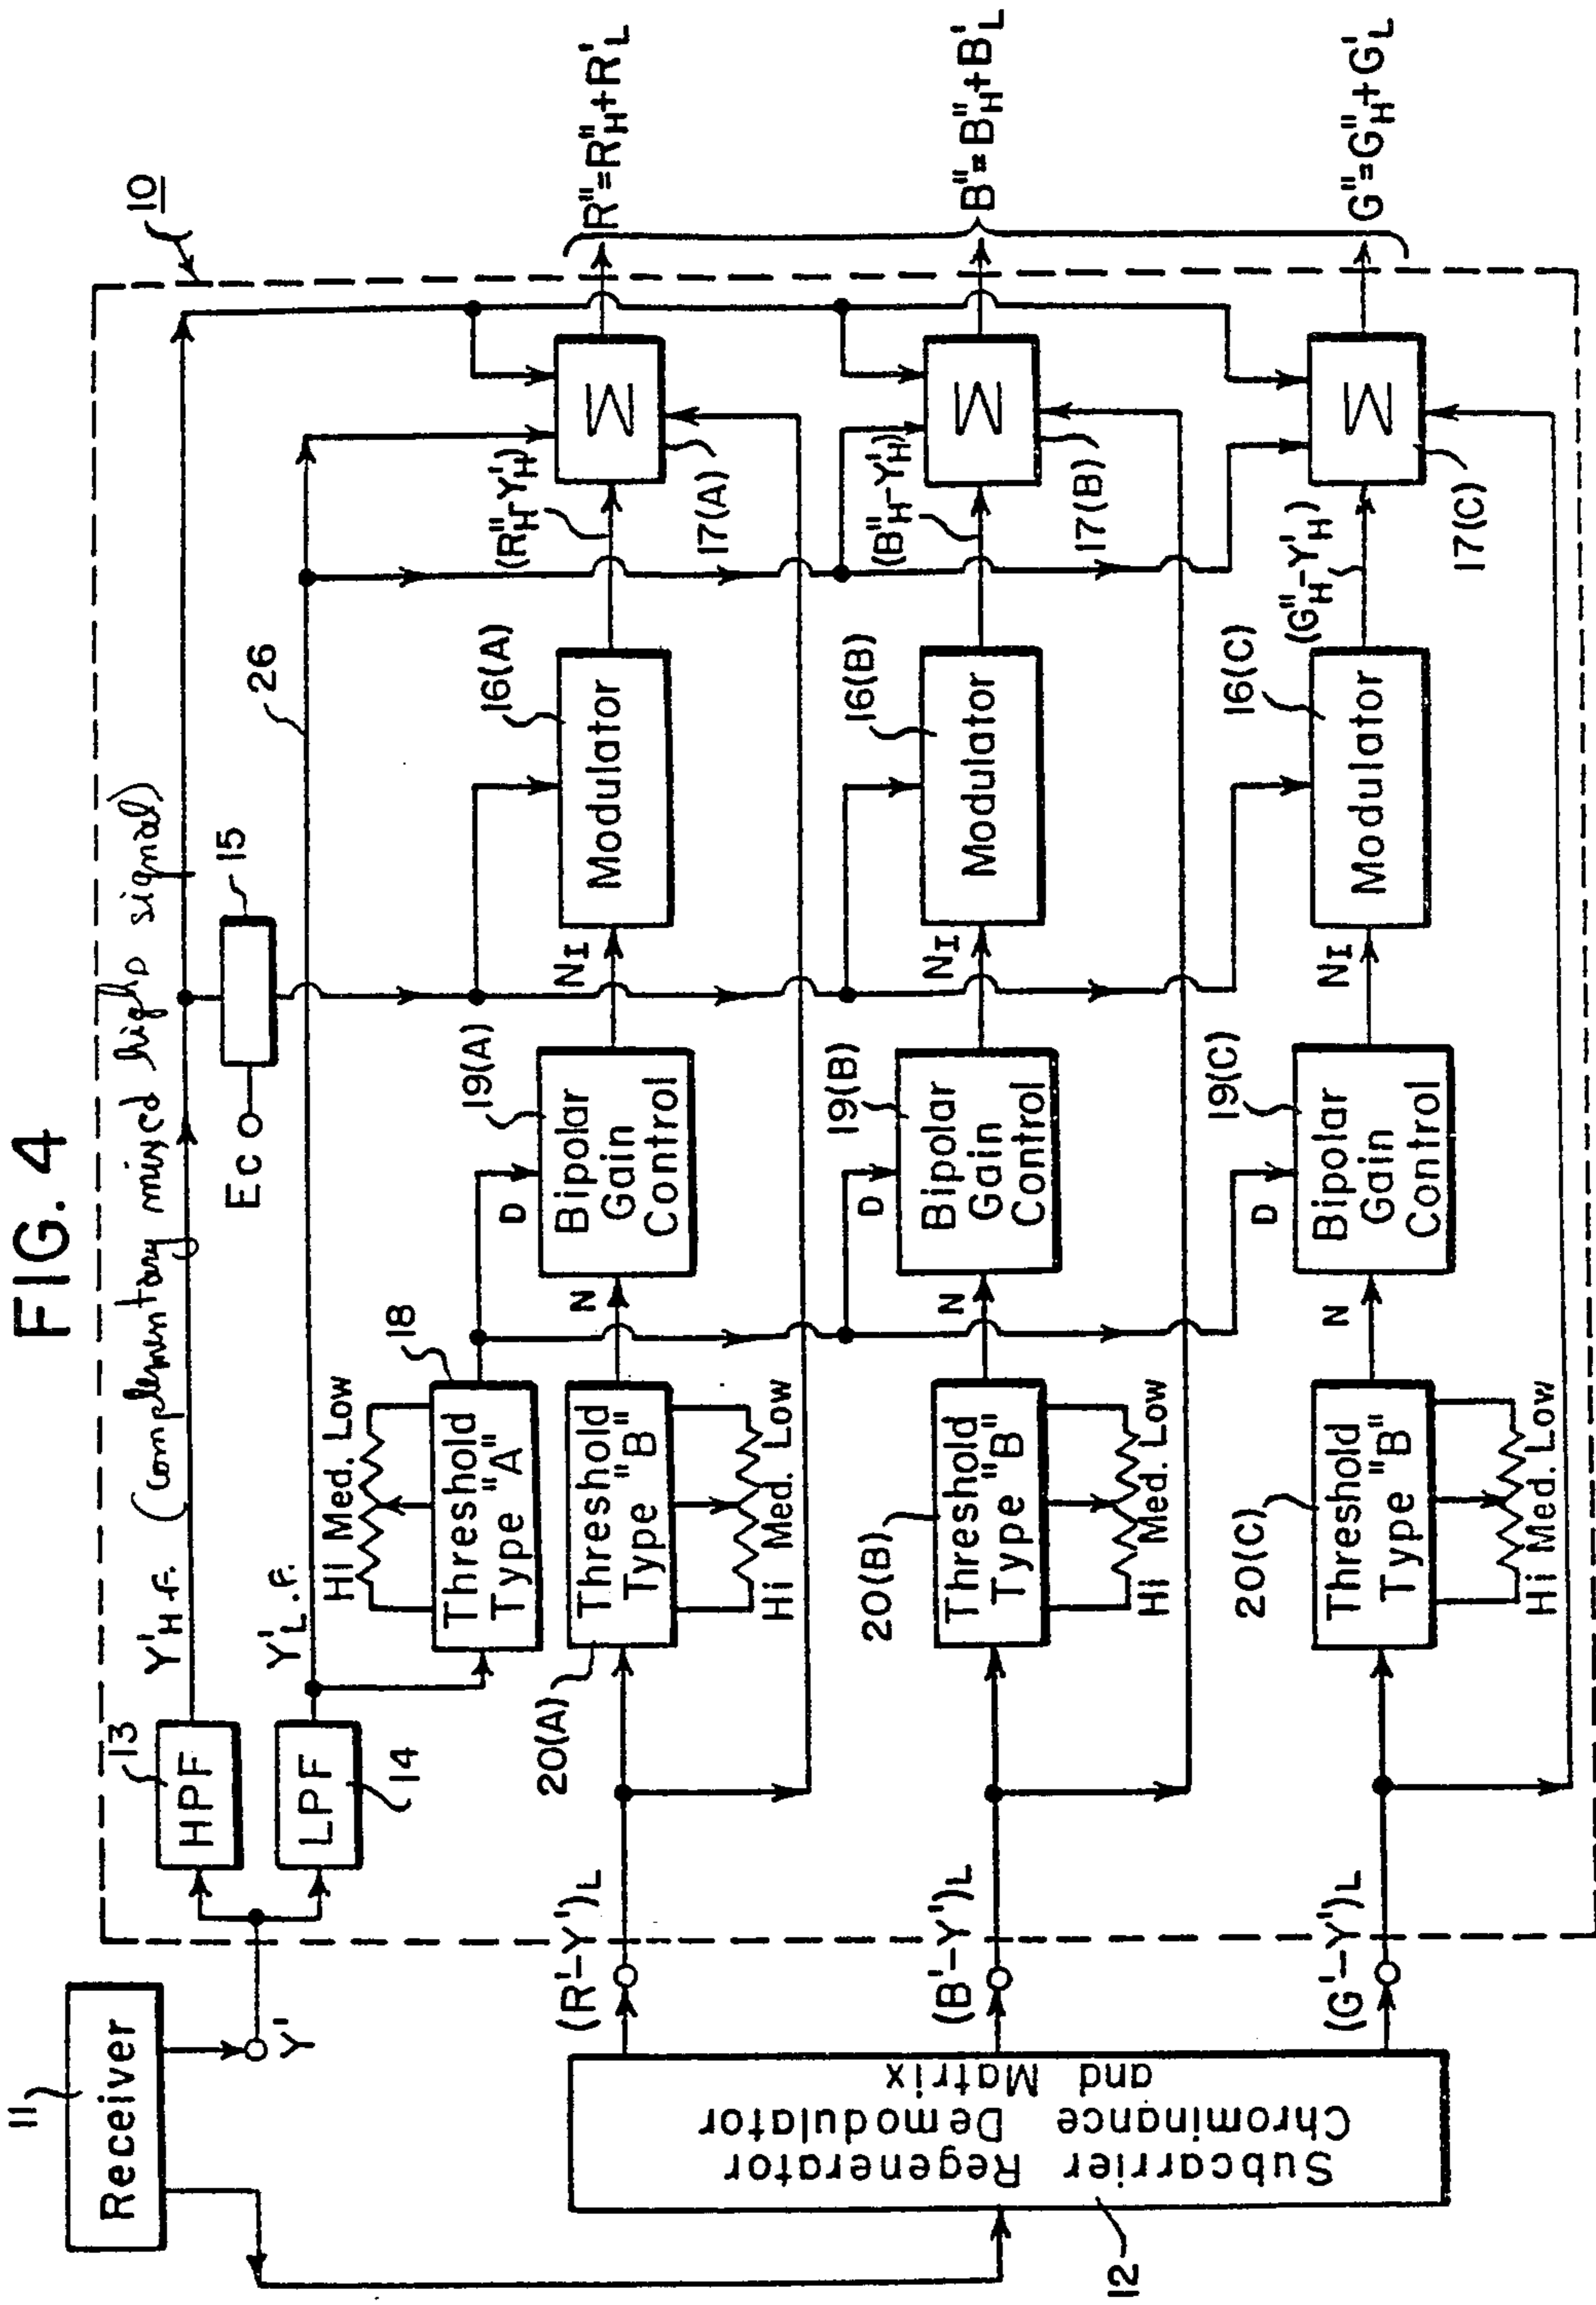 FIG. 4
10
11
Receiver
Y'
13
HPF
Y'H.F.
(Complementary mixed highs signal)
LPF
14
Y'L.F.
26
15
Ec
Hi Med. Low
18
Threshold
Type "A"
D
19(A)
Bipolar
Gain
Control
NI
16(A)
Modulator
(R"H-Y'H)
Σ
17(A)
R"=R"H+R'L
(R'-Y')L
20(A)
Threshold
Type "B"
Hi Med. Low
N
D
19(B)
Bipolar
Gain
Control
NI
16(B)
Modulator
(B"H-Y'H)
Σ
17(B)
B"=B"H+B'L
(B'-Y')L
20(B)
Threshold
Type "B"
Hi Med. Low
N
D
19(C)
Bipolar
Gain
Control
NI
16(C)
Modulator
(G"H-Y'H)
Σ
17(C)
G"=G"H+G'L
(G'-Y')L
20(C)
Threshold
Type "B"
Hi Med. Low
N
Subcarrier Regenerator
Chrominance Demodulator
and Matrix
12